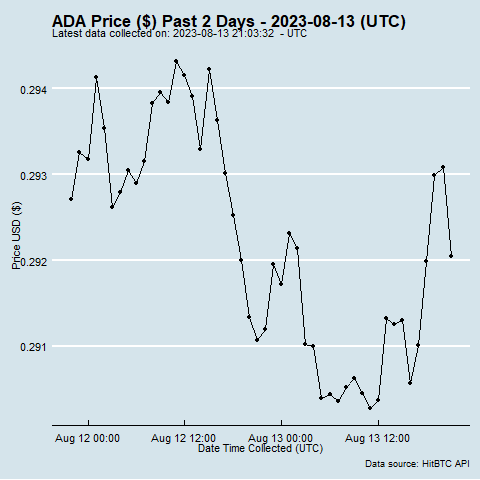 ADA Price ($) Past 2 Days - 2023-08-13 (UTC)
Latest data collected on: 2023-08-13 21:03:32 - UTC
0.294
0.293
0.292
0.291
Price USD ($)
Aug 12 00:00 Aug 12 12:00 Aug 13 00:00 Aug 13 12:00
Date Time Collected (UTC)
Data source: HitBTC API